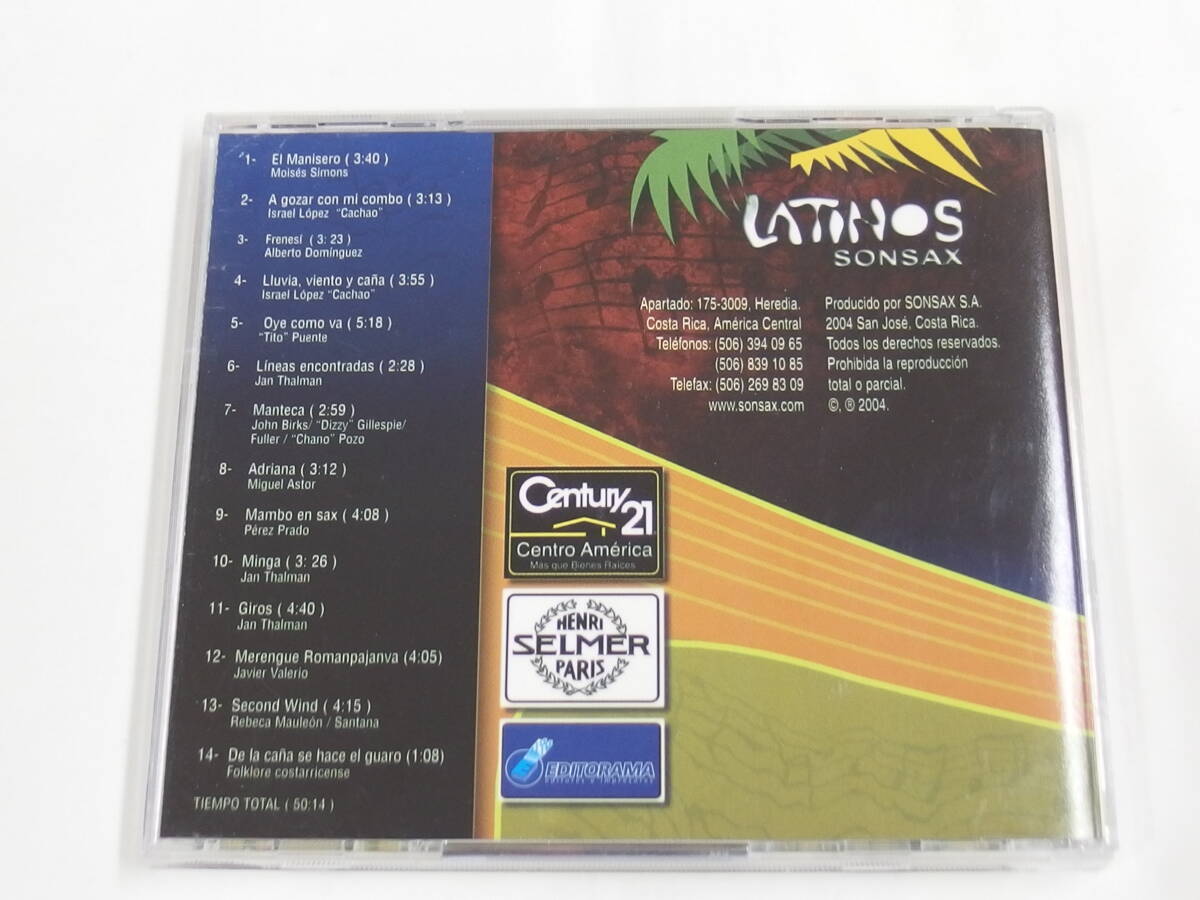 1- El Manisero ( 3:40 )
Moisés Simons
2- A gozar con mi combo ( 3:13 )
Israel López "Cachao"
3- Frenesí ( 3: 23 )
Alberto Domínguez
4- Lluvia, viento y caña ( 3:55 )
Israel López "Cachao"
5- Oye como va ( 5:18 )
"Tito" Puente
6- Líneas encontradas ( 2:28 )
Jan Thalman
7- Manteca ( 2:59 )
John Birks/ "Dizzy" Gillespie/
Fuller / "Chano" Pozo
8- Adriana ( 3:12 )
Miguel Astor
9- Mambo en sax ( 4:08 )
Pérez Prado
10- Minga ( 3: 26 )
Jan Thalman
11- Giros ( 4:40 )
Jan Thalman
12- Merengue Romanpajanva (4:05)
Javier Valerio
13- Second Wind ( 4:15 )
Rebeca Mauleón / Santana
14- De la caña se hace el guaro (1:08)
Folklore costarricense
TIEMPO TOTAL ( 50:14 )
LATINOS
SONSAX
Apartado: 175-3009, Heredia.
Costa Rica, América Central
Teléfonos: (506) 394 09 65
(506) 839 10 85
Telefax: (506) 269 83 09
www.sonsax.com
Producido por SONSAX S.A.
2004 San José, Costa Rica.
Todos los derechos reservados.
Prohibida la reproducción
total o parcial.
©, ® 2004.
Century 21
Centro América
Más que Bienes Raíces
HENRI
SELMER
PARIS
EDITORAMA